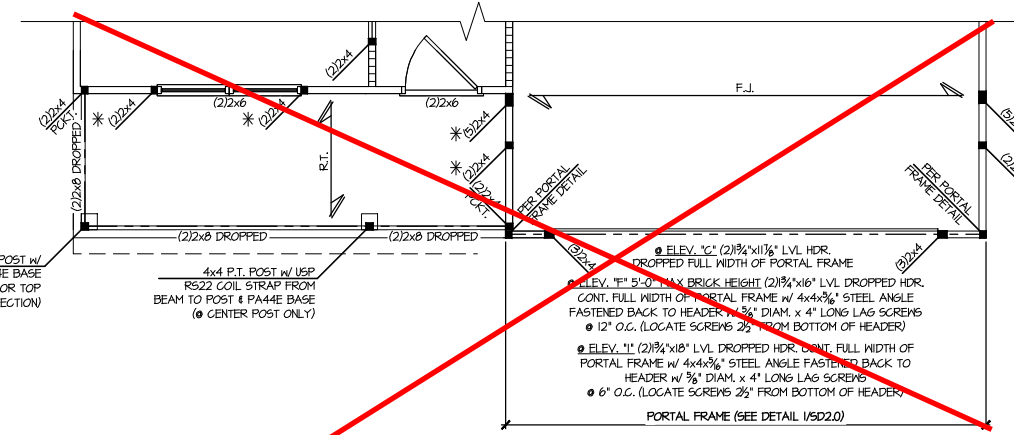 (2)2x4
(2)2x4
PCKT.
(2)2x4
(2)2x6
(2)2x4
(2)2x6
F.J.
(5)2x4
(2)2x4
(2)2x4
PCKT.
(2)2x8 DROPPED
R.T.
PER PORTAL
FRAME DETAIL
PER PORTAL
FRAME DETAIL
(2)2x8 DROPPED
(2)2x8 DROPPED
(3)2x4
(3)2x4
POST W/
BASE
OR TOP
4x4 P.T. POST W/ USP
RS22 COIL STRAP FROM
BEAM TO POST & PA44E BASE
(@ CENTER POST ONLY)
@ ELEV. "C" (2)1¾"x11⅞" LVL HDR.
DROPPED FULL WIDTH OF PORTAL FRAME
@ ELEV. "F" 5'-0" MAX BRICK HEIGHT (2)1¾"x16" LVL DROPPED HDR.
CONT. FULL WIDTH OF PORTAL FRAME W/ 4x4x5/16" STEEL ANGLE
FASTENED BACK TO HEADER W/ ⅝" DIAM. x 4" LONG LAG SCREWS
@ 12" O.C. (LOCATE SCREWS 2½" FROM BOTTOM OF HEADER)
@ ELEV. "I" (2)1¾"x18" LVL DROPPED HDR. CONT. FULL WIDTH OF
PORTAL FRAME W/ 4x4x5/16" STEEL ANGLE FASTENED BACK TO
HEADER W/ ⅝" DIAM. x 4" LONG LAG SCREWS
@ 6" O.C. (LOCATE SCREWS 2½" FROM BOTTOM OF HEADER)
PORTAL FRAME (SEE DETAIL 1/SD2.0)